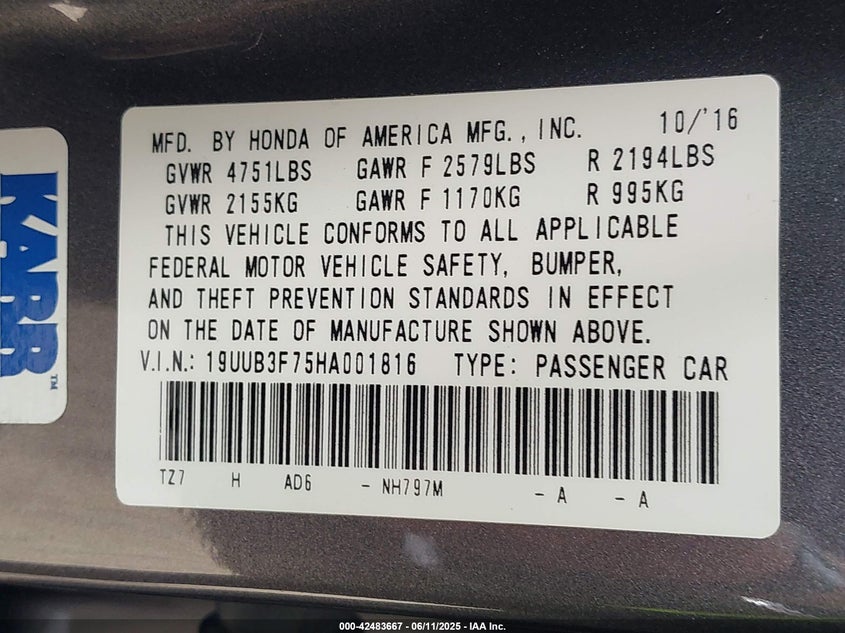 MFD. BY HONDA OF AMERICA MFG., INC. 10/'16
GVWR 4751LBS GAWR F 2579LBS R 2194LBS
GVWR 2155KG GAWR F 1170KG R 995KG
THIS VEHICLE CONFORMS TO ALL APPLICABLE
FEDERAL MOTOR VEHICLE SAFETY, BUMPER,
AND THEFT PREVENTION STANDARDS IN EFFECT
ON THE DATE OF MANUFACTURE SHOWN ABOVE.
V.I.N.: 19UUB3F75HA001816 TYPE: PASSENGER CAR
TZ7 H AD6 - NH797M - A - A
KARR
TM
000-42483667 - 06/11/2025 - IAA Inc.